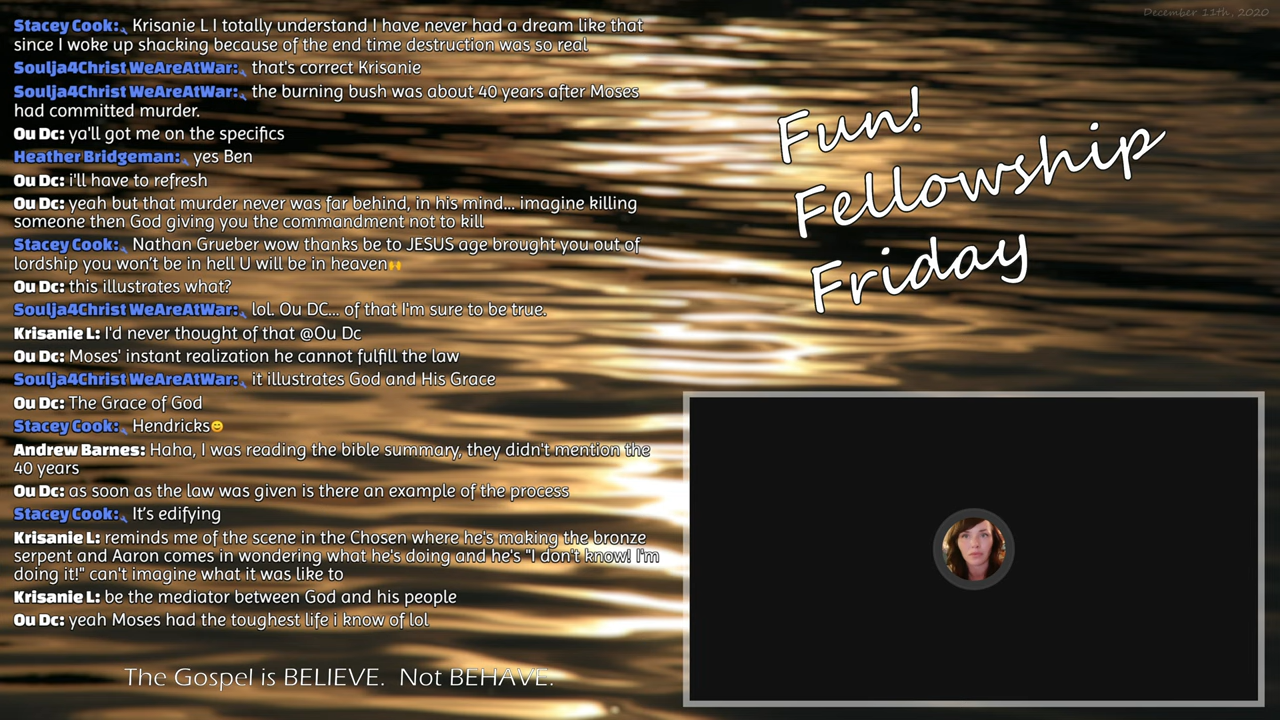 December 11th, 2020
Stacey Cook: Krisanie L I totally understand I have never had a dream like that
since I woke up shacking because of the end time destruction was so real
Soulja4Christ WeAreAtWar: that's correct Krisanie
Soulja4Christ WeAreAtWar: the burning bush was about 40 years after Moses
had committed murder.
Ou Dc: ya'll got me on the specifics
Heather Bridgeman: yes Ben
Ou Dc: i'll have to refresh
Ou Dc: yeah but that murder never was far behind, in his mind... imagine killing
someone then God giving you the commandment not to kill
Stacey Cook: Nathan Grueber wow thanks be to JESUS age brought you out of
lordship you won't be in hell U will be in heaven🙌
Ou Dc: this illustrates what?
Soulja4Christ WeAreAtWar: lol. Ou DC... of that I'm sure to be true.
Krisanie L: I'd never thought of that @Ou Dc
Ou Dc: Moses' instant realization he cannot fulfill the law
Soulja4Christ WeAreAtWar: it illustrates God and His Grace
Ou Dc: The Grace of God
Stacey Cook: Hendricks😊
Andrew Barnes: Haha, I was reading the bible summary, they didn't mention the
40 years
Ou Dc: as soon as the law was given is there an example of the process
Stacey Cook: It's edifying
Krisanie L: reminds me of the scene in the Chosen where he's making the bronze
serpent and Aaron comes in wondering what he's doing and he's "I don't know! I'm
doing it!" can't imagine what it was like to
Krisanie L: be the mediator between God and his people
Ou Dc: yeah Moses had the toughest life i know of lol
The Gospel is BELIEVE. Not BEHAVE.
Fun!
Fellowship
Friday